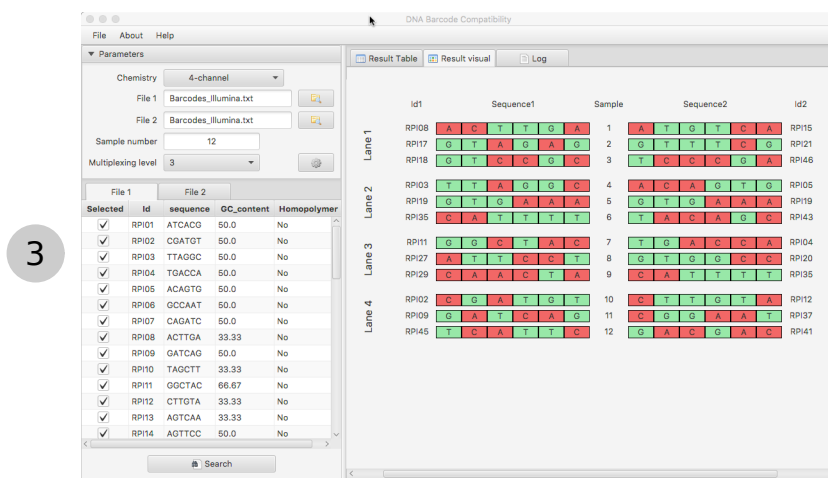 DNA Barcode Compatibility
File About Help
▼ Parameters
Chemistry 4-channel
File 1 Barcodes_Illumina.txt
File 2 Barcodes_Illumina.txt
Sample number 12
Multiplexing level 3
File 1 File 2
Selected Id sequence GC_content Homopolymer
RPI01 ATCACG 50.0 No
RPI02 CGATGT 50.0 No
RPI03 TTAGGC 50.0 No
RPI04 TGACCA 50.0 No
RPI05 ACAGTG 50.0 No
RPI06 GCCAAT 50.0 No
RPI07 CAGATC 50.0 No
RPI08 ACTTGA 33.33 No
RPI09 GATCAG 50.0 No
RPI10 TAGCTT 33.33 No
RPI11 GGCTAC 66.67 No
RPI12 CTTGTA 33.33 No
RPI13 AGTCAA 33.33 No
RPI14 AGTTCC 50.0 No
Search
Result Table Result visual Log
Id1 Sequence1 Sample Sequence2 Id2
Lane 1
RPI08 A C T T G A 1 A T G T C A RPI15
RPI17 G T A G A G 2 G T T T C G RPI21
RPI18 G T C C G C 3 T C C C G A RPI46
Lane 2
RPI03 T T A G G C 4 A C A G T G RPI05
RPI19 G T G A A A 5 G T G A A A RPI19
RPI35 C A T T T T 6 T A C A G C RPI43
Lane 3
RPI11 G G C T A C 7 T G A C C A RPI04
RPI27 A T T C C T 8 G T G G C C RPI20
RPI29 C A A C T A 9 C A T T T T RPI35
Lane 4
RPI02 C G A T G T 10 C T T G T A RPI12
RPI09 G A T C A G 11 C G G A A T RPI37
RPI45 T C A T T C 12 G A C G A C RPI41
3